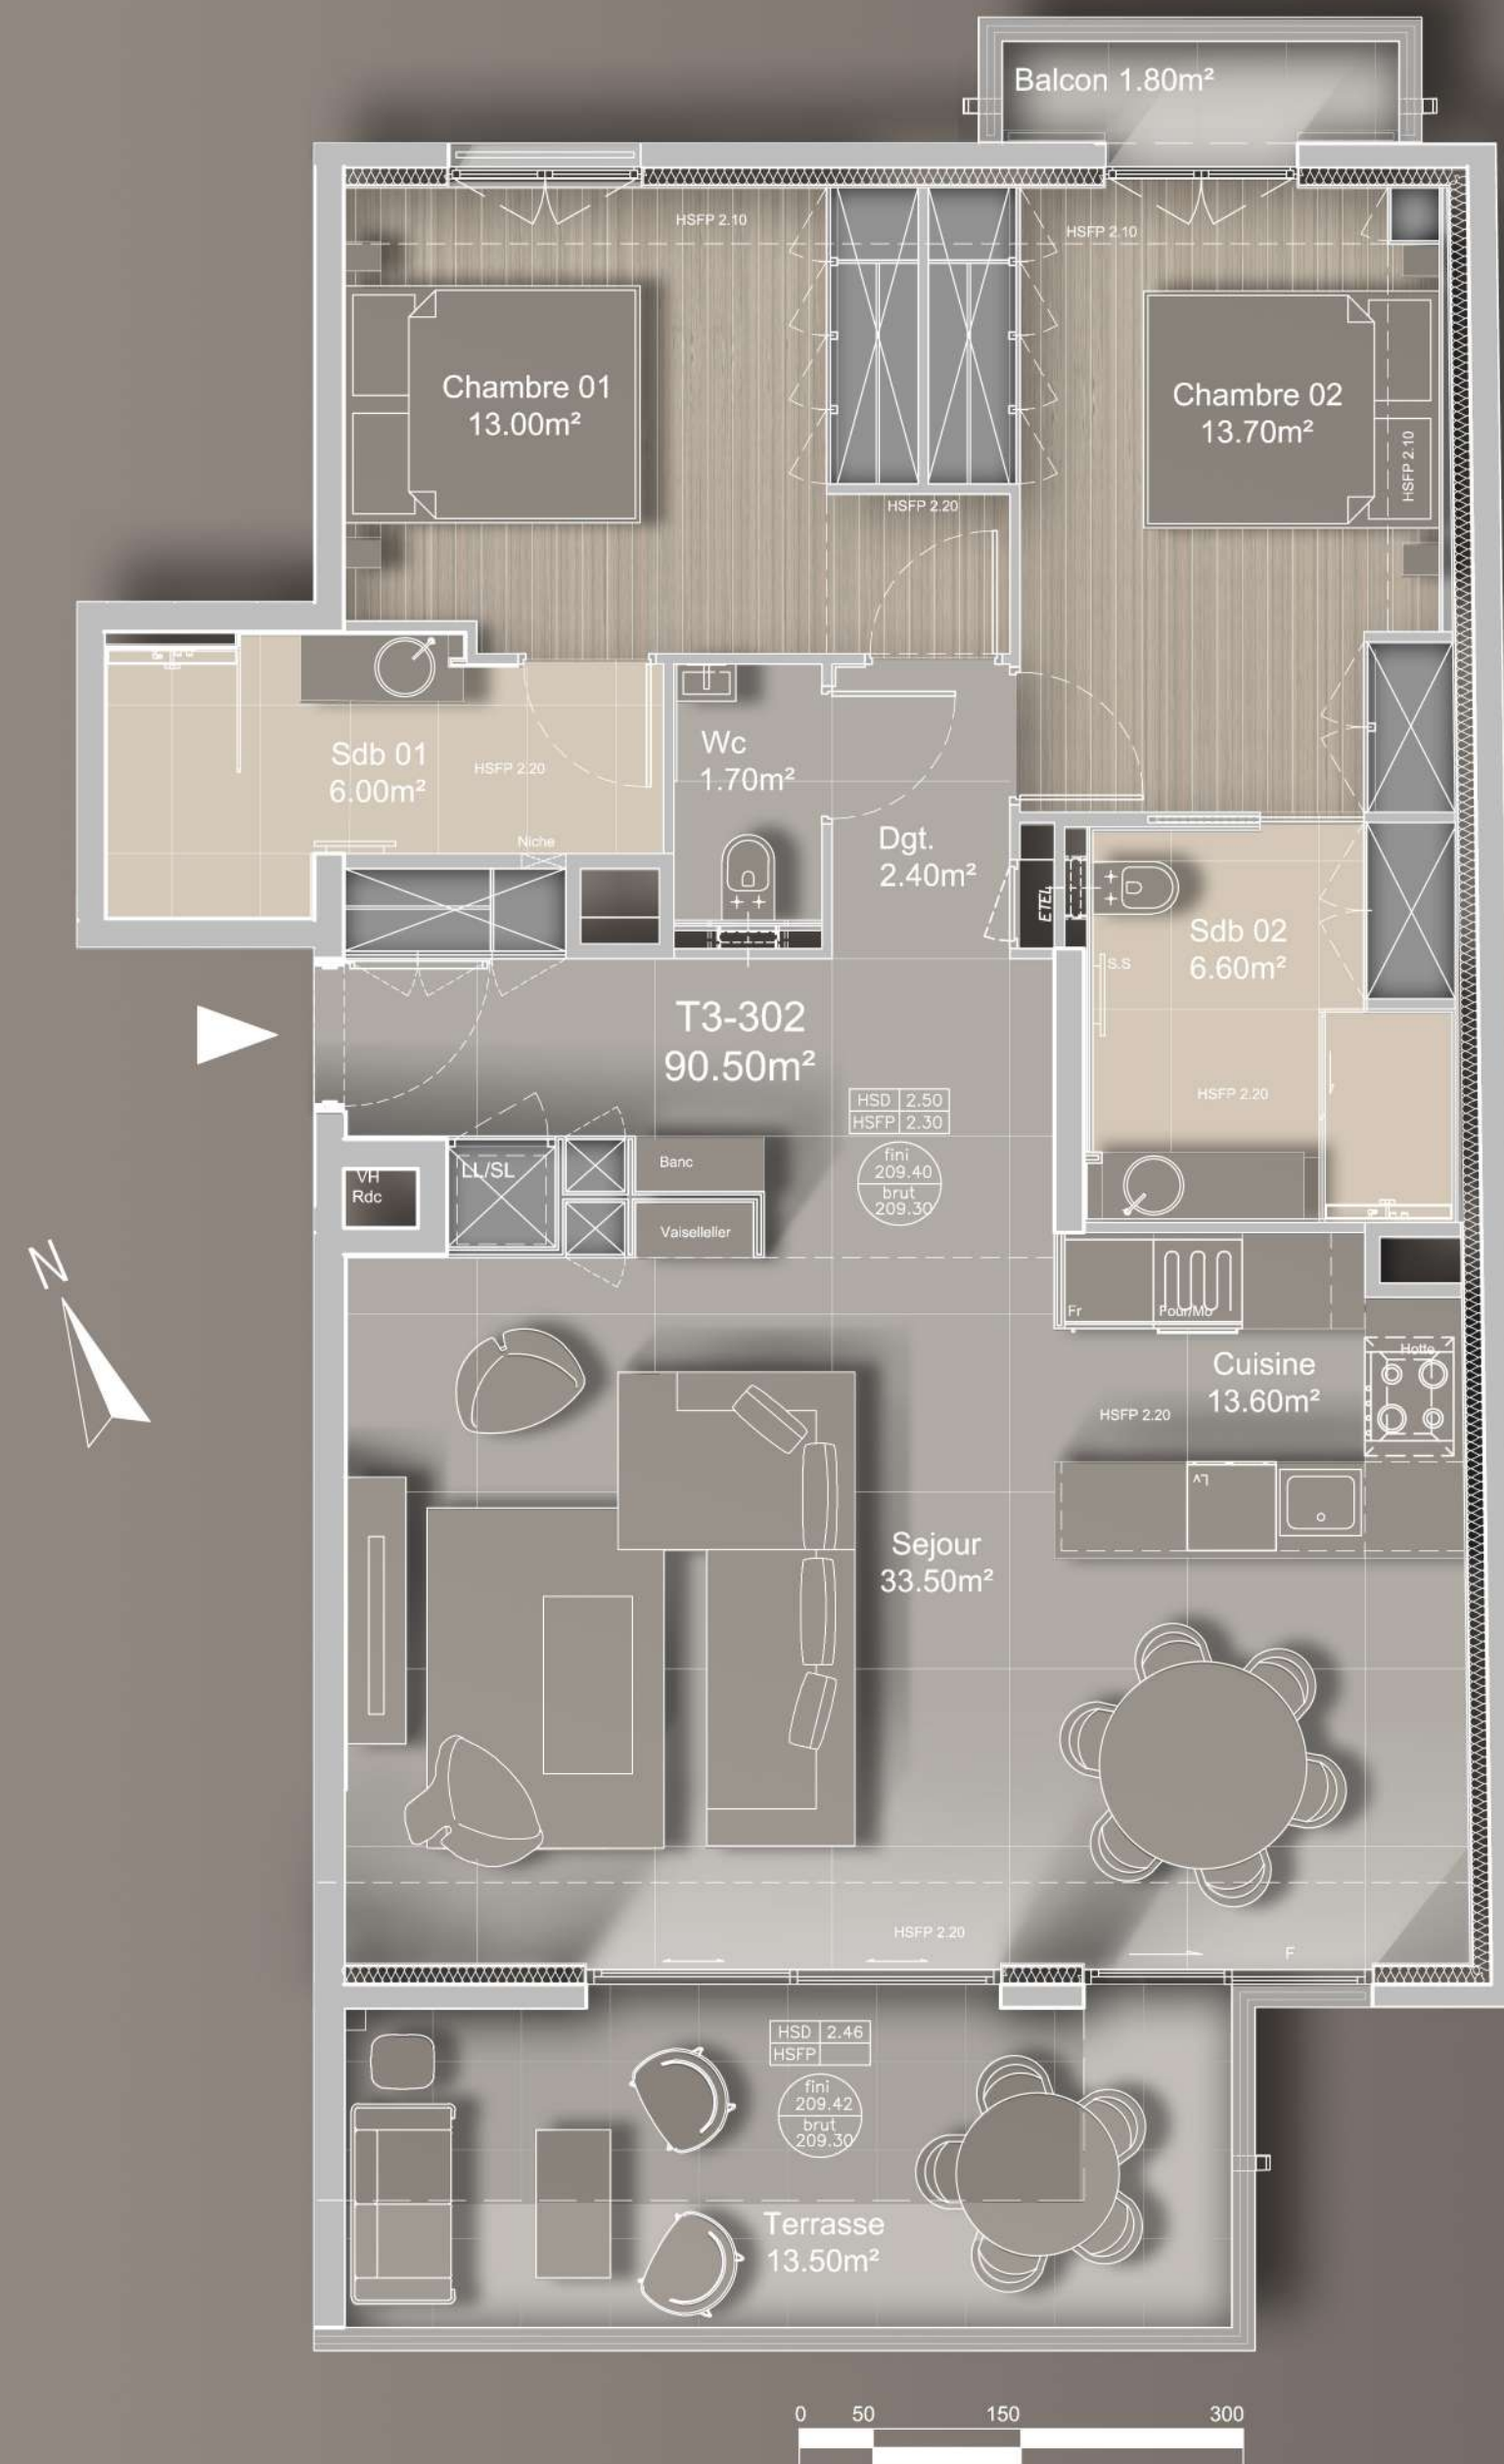 Balcon 1.80m²
HSFP 2.10
HSFP 2.10
Chambre 01
13.00m²
Chambre 02
13.70m²
HSFP 2.10
HSFP 2.20
Sdb 01
6.00m²
HSFP 2.20
Niche
Wc
1.70m²
Dgt.
2.40m²
ETEL
Sdb 02
6.60m²
S.S
HSFP 2.20
T3-302
90.50m²
HSD 2.50
HSFP 2.30
fini
209.40
brut
209.30
LL/SL
VH
Rdc
Banc
Vaisellelier
N
Fr
Four/Mo
Hotte
Cuisine
13.60m²
HSFP 2.20
LV
Sejour
33.50m²
HSFP 2.20
F
HSD 2.46
HSFP
fini
209.42
brut
209.30
Terrasse
13.50m²
0 50 150 300